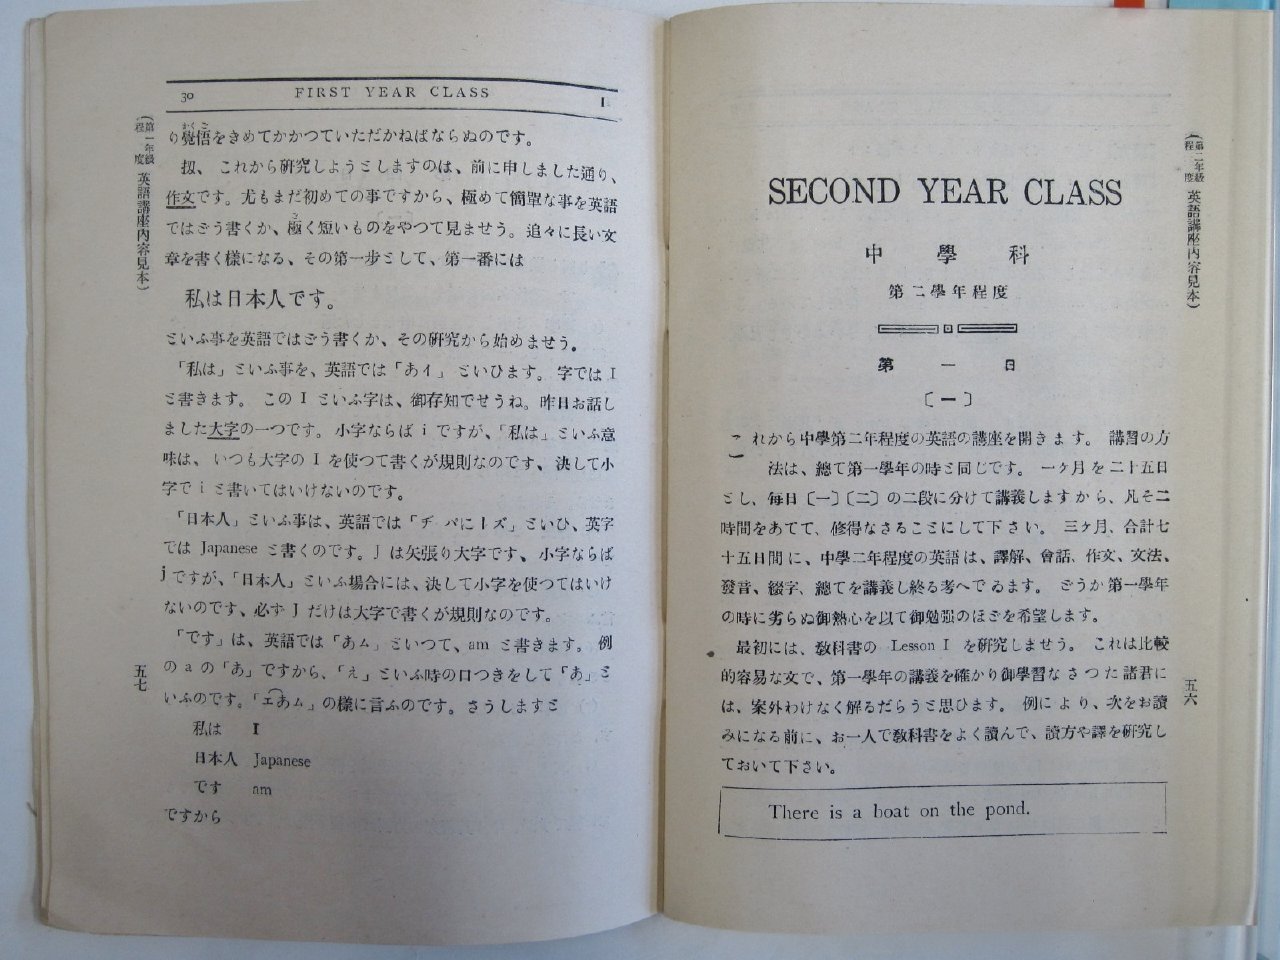 30 FIRST YEAR CLASS I.
り覺悟をきめてかかつていただかねばならぬのです。
扨、これから研究しようとしますのは、前に申しました通り、
作文です。尤もまだ初めての事ですから、極めて簡單な事を英語
ではどう書くか、極く短いものをやつて見ませう。追々に長い文
章を書く樣になる、その第一歩として、第一番には
私は日本人です。
といふ事を英語ではどう書くか、その研究から始めませう。
「私は」といふ事を、英語では「あイ」といひます。字では I
と書きます。この I といふ字は、御存知でせうね。昨日お話し
ました大字の一つです。小字ならば i ですが、「私は」といふ意
味は、いつも大字の I を使つて書くが規則なのです、決して小
字で i と書いてはいけないのです。
「日本人」といふ事は、英語では「ヂャパにーズ」といひ、英字
では Japanese と書くのです。J は矢張り大字です、小字ならば
j ですが、「日本人」といふ場合には、決して小字を使つてはいけ
ないのです、必ず J だけは大字で書くが規則なのです。
「です」は、英語では「あム」といつて、am と書きます。例
の a の「あ」ですから、「え」といふ時の口つきをして「あ」と
いふのです。「エあム」の樣に言ふのです。さうしますと
私は I
日本人 Japanese
です am
ですから
(第一年級程度 英語講座内容見本)
五七
SECOND YEAR CLASS
中學科
第二學年程度
第一日
〔一〕
これから中學第二年程度の英語の講座を開きます。講習の方
法は、總て第一學年の時と同じです。一ケ月を二十五日
とし、毎日〔一〕〔二〕の二段に分けて講義しますから、凡そ二
時間をあてて、修得なさることにして下さい。三ケ月、合計七
十五日間に、中學二年程度の英語は、譯解、會話、作文、文法、
發音、綴字、總てを講義し終る考へでゐます。どうか第一學年
の時に劣らぬ御熱心を以て御勉強のほどを希望します。
最初には、敎科書の Lesson I を研究しませう。これは比較
的容易な文で、第一學年の講義を確かり御學習なさつた諸君に
は、案外わけなく解るだらうと思ひます。例により、次をお讀
みになる前に、お一人で敎科書をよく讀んで、讀方や譯を研究し
ておいて下さい。
There is a boat on the pond.
(第二年級程度 英語講座内容見本)
五六